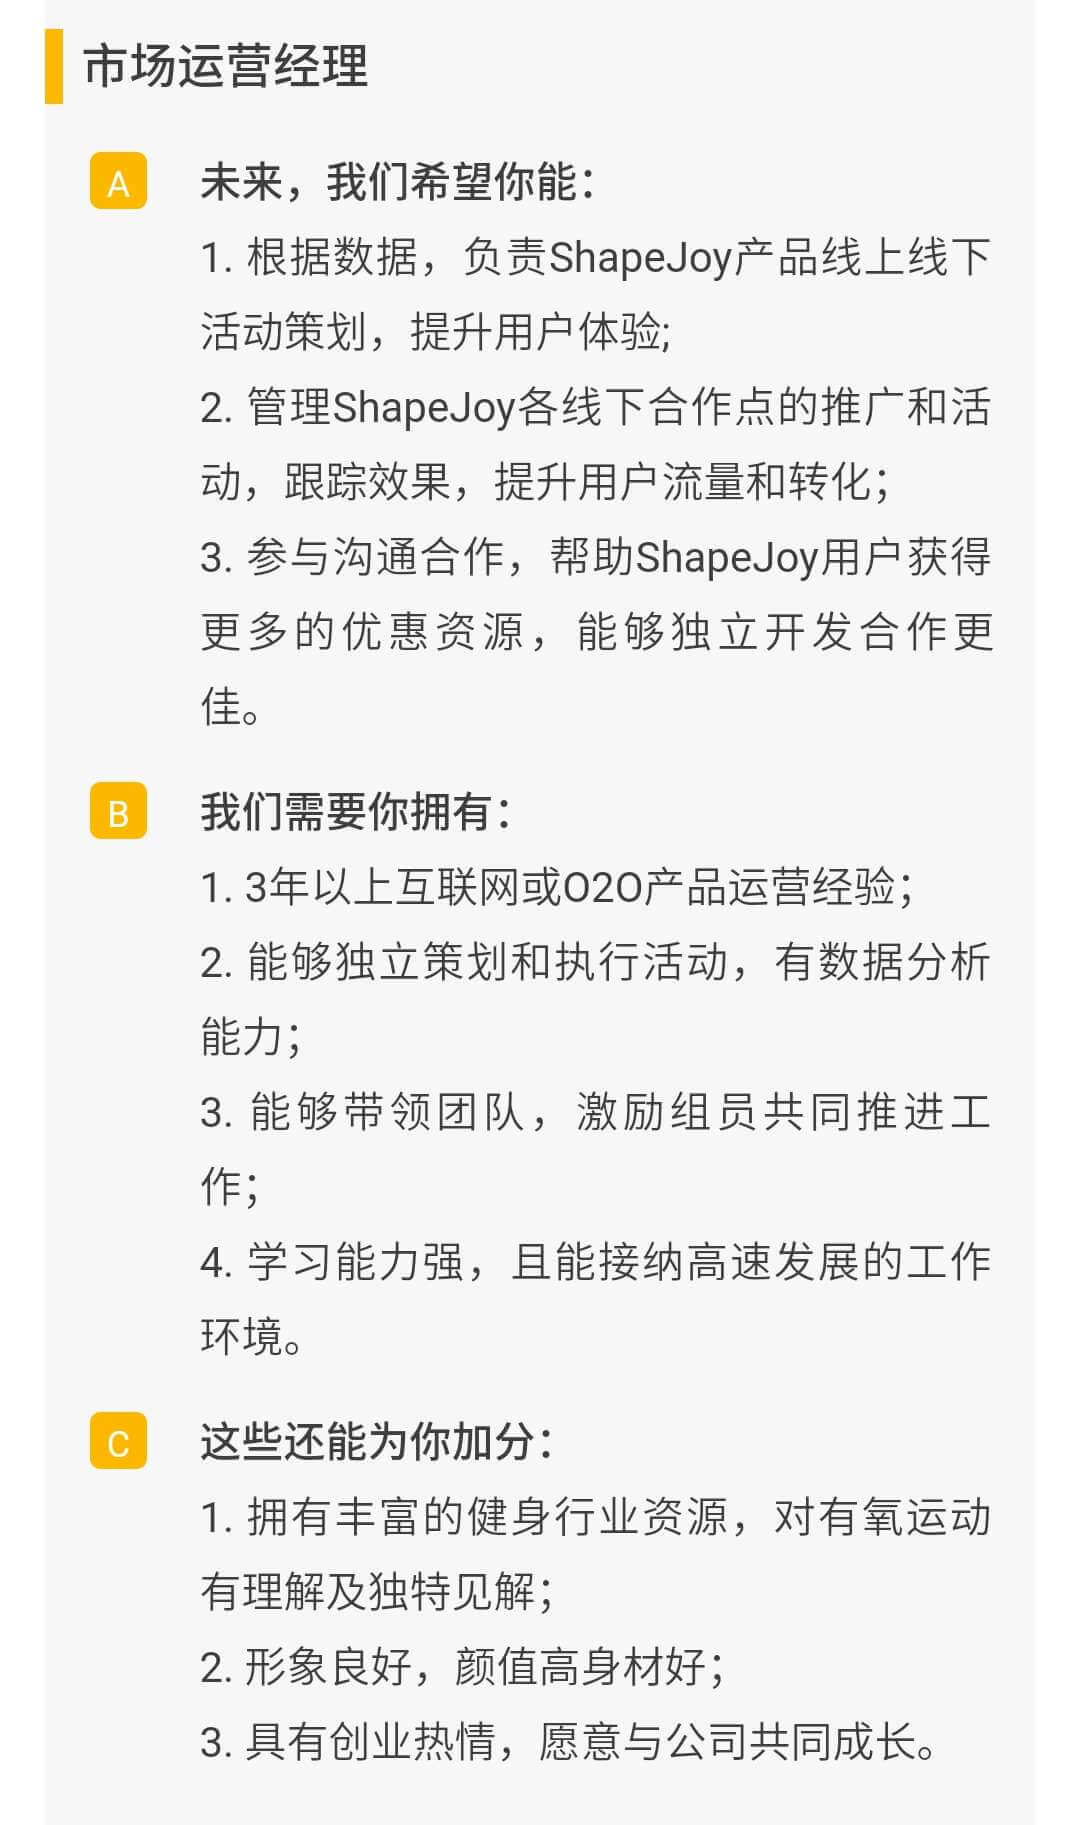 市场运营经理
A
未来，我们希望你能：
1. 根据数据，负责ShapeJoy产品线上线下
活动策划，提升用户体验;
2. 管理ShapeJoy各线下合作点的推广和活
动，跟踪效果，提升用户流量和转化；
3. 参与沟通合作，帮助ShapeJoy用户获得
更多的优惠资源，能够独立开发合作更
佳。
B
我们需要你拥有：
1. 3年以上互联网或O2O产品运营经验；
2. 能够独立策划和执行活动，有数据分析
能力；
3. 能够带领团队，激励组员共同推进工
作；
4. 学习能力强，且能接纳高速发展的工作
环境。
C
这些还能为你加分：
1. 拥有丰富的健身行业资源，对有氧运动
有理解及独特见解；
2. 形象良好，颜值高身材好；
3. 具有创业热情，愿意与公司共同成长。